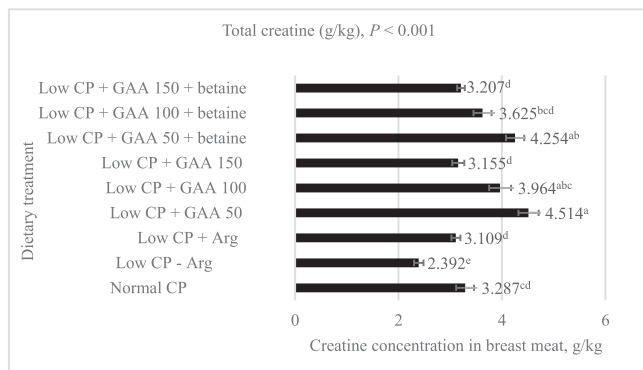 Total creatine (g/kg), P < 0.001
Dietary treatment
Low CP + GAA 150 + betaine 3.207d
Low CP + GAA 100 + betaine 3.625bcd
Low CP + GAA 50 + betaine 4.254ab
Low CP + GAA 150 3.155d
Low CP + GAA 100 3.964abc
Low CP + GAA 50 4.514a
Low CP + Arg 3.109d
Low CP - Arg 2.392e
Normal CP 3.287cd
0 2 4 6
Creatine concentration in breast meat, g/kg